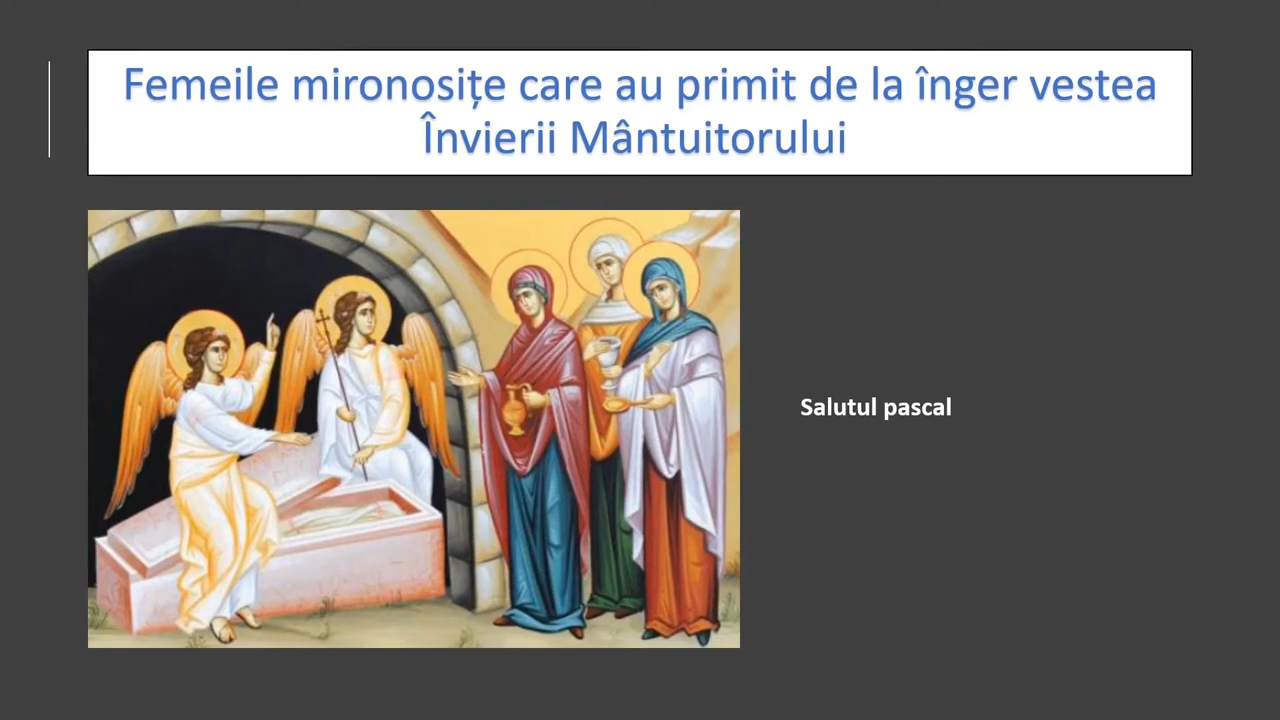 Femeile mironosițe care au primit de la înger vestea
Învierii Mântuitorului
Salutul pascal